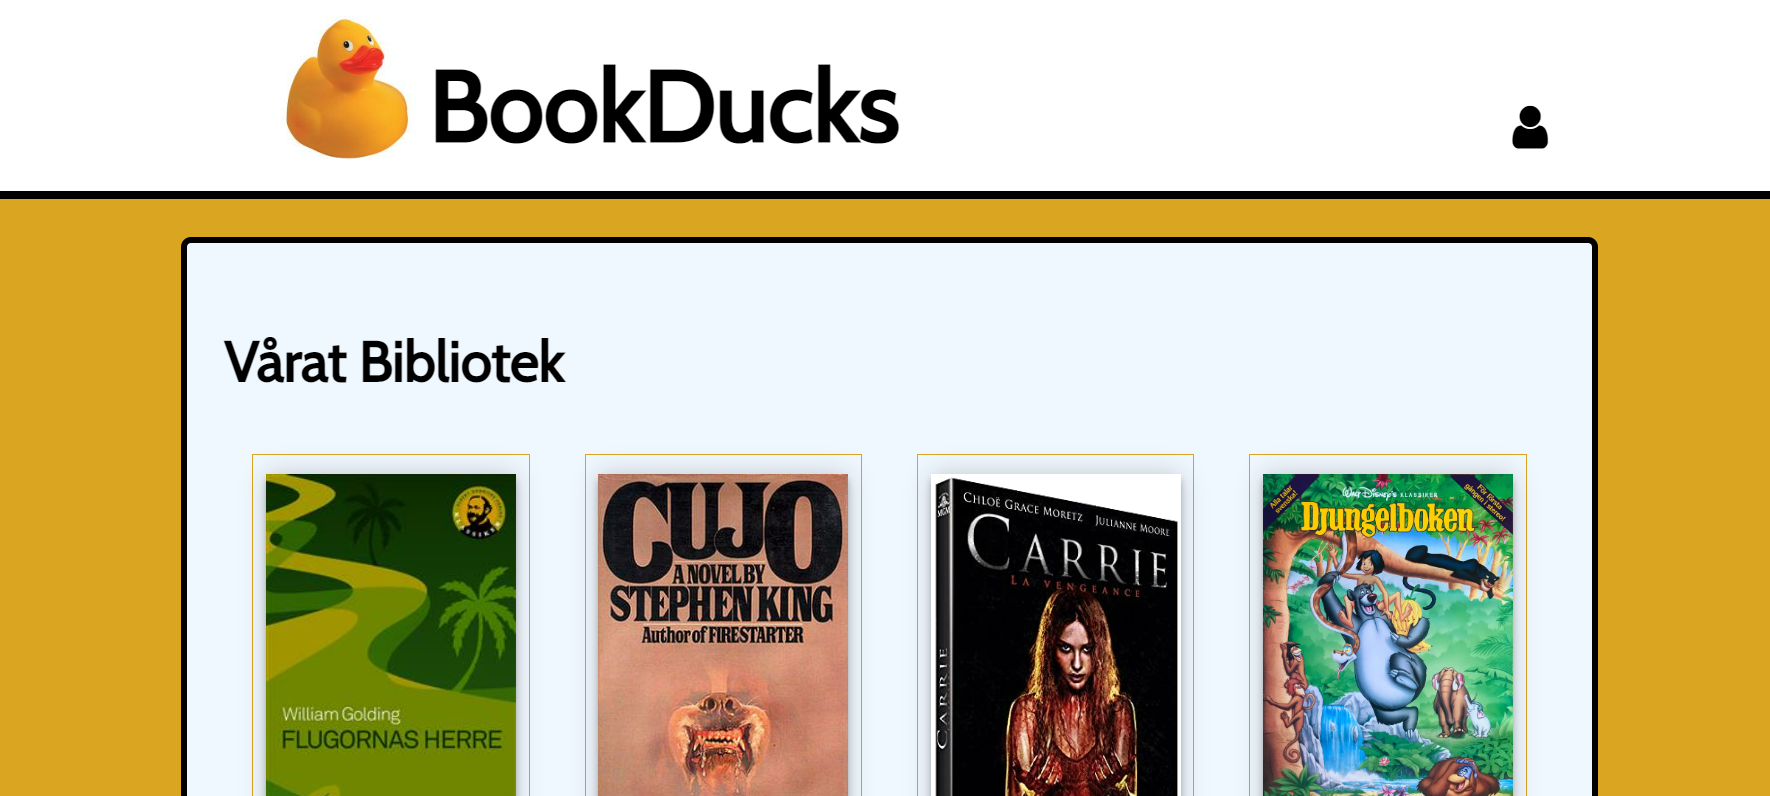 BookDucks
Vårat Bibliotek
William Golding
FLUGORNAS HERRE
CUJO
A NOVEL BY
STEPHEN KING
Author of FIRESTARTER
MGM
CHLOË GRACE MORETZ JULIANNE MOORE
CARRIE
LA VENGEANCE
CARRIE
Alla talar
svenska!
WALT DISNEY'S KLASSIKER
För första
gången i stereo!
Djungelboken